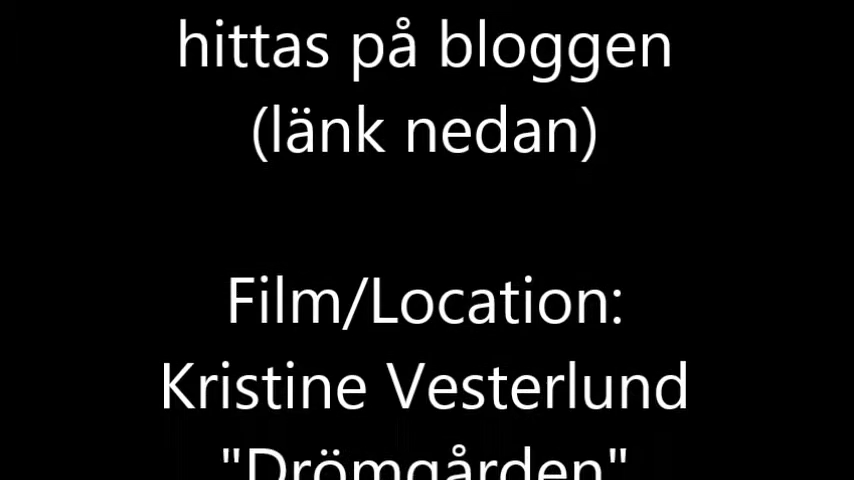 hittas på bloggen
(länk nedan)
Film/Location:
Kristine Vesterlund
"Drömgården"